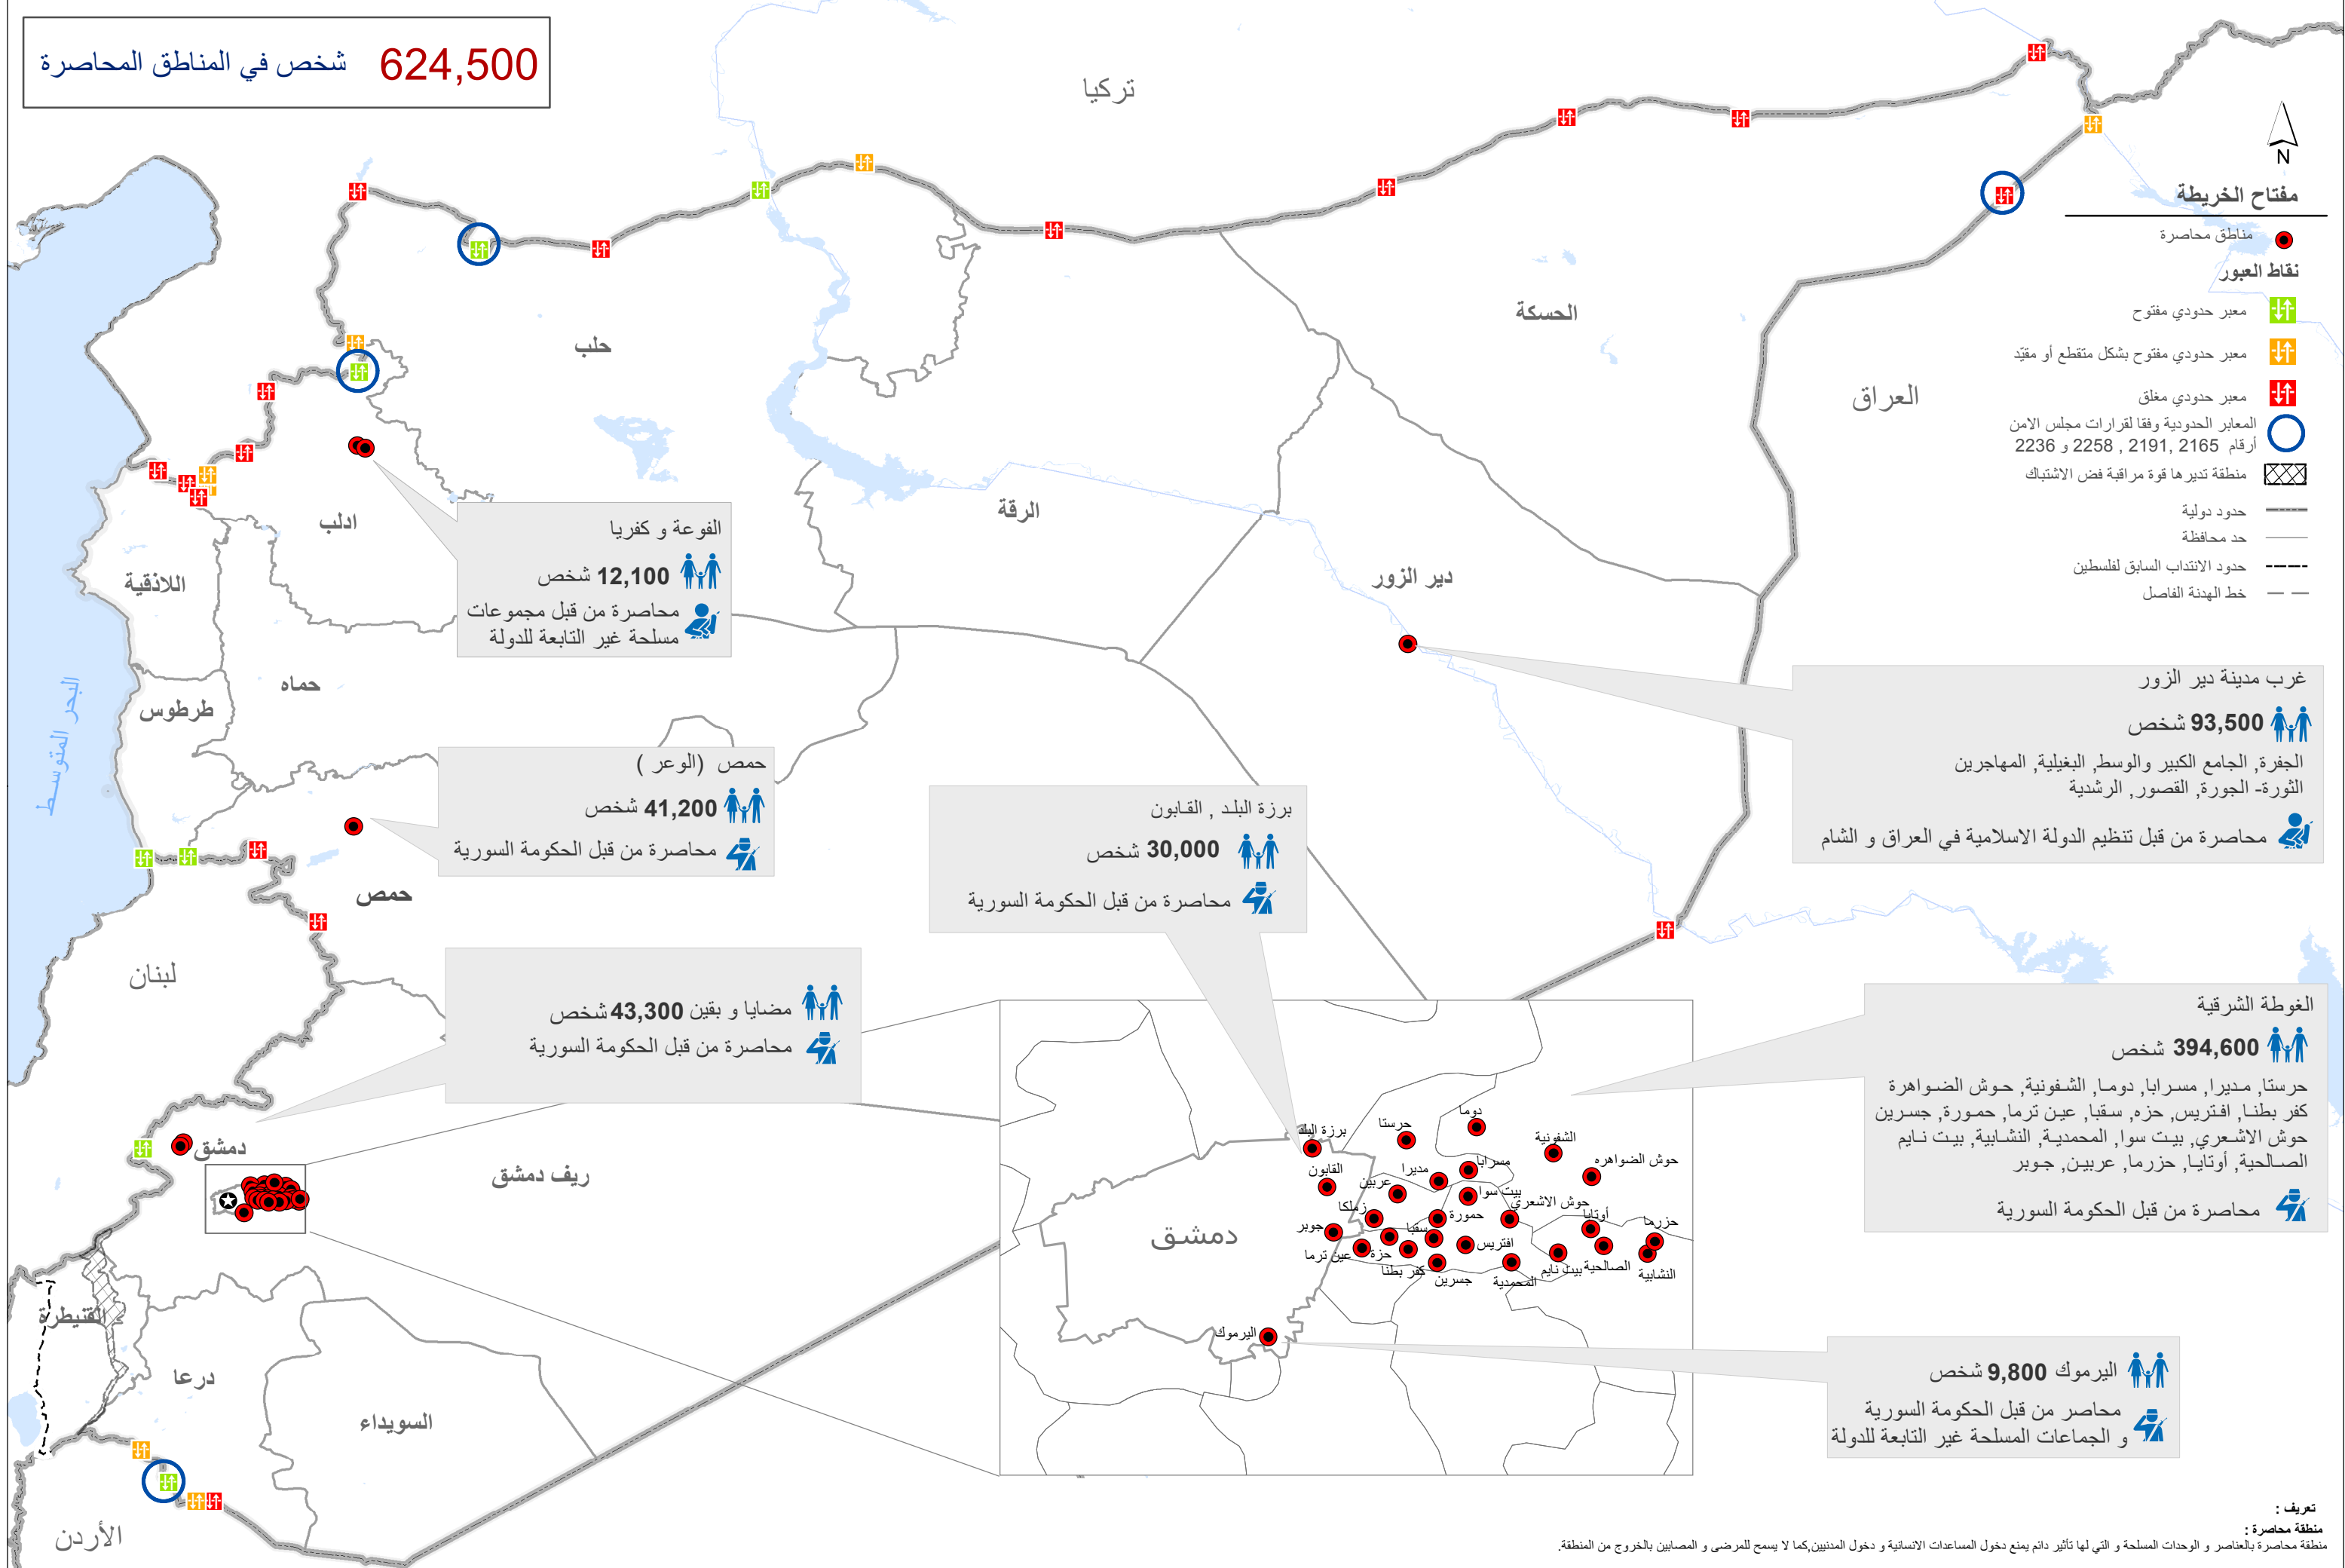 624,500 شخص في المناطق المحاصرة
تركيا
N
مفتاح الخريطة
مناطق محاصرة
نقاط العبور
معبر حدودي مفتوح
معبر حدودي مفتوح بشكل متقطع أو مقيّد
معبر حدودي مغلق
المعابر الحدودية وفقا لقرارات مجلس الامن
أرقام 2165 ,2191 , 2258 و 2236
منطقة تديرها قوة مراقبة فض الاشتباك
حدود دولية
حد محافظة
حدود الانتداب السابق لفلسطين
خط الهدنة الفاصل
الحسكة
حلب
العراق
الرقة
ادلب
اللاذقية
دير الزور
حماه
طرطوس
البحر المتوسط
حمص
لبنان
دمشق
ريف دمشق
القنيطرة
درعا
السويداء
الأردن
الفوعة و كفريا
12,100 شخص
محاصرة من قبل مجموعات
مسلحة غير التابعة للدولة
غرب مدينة دير الزور
93,500 شخص
الجفرة, الجامع الكبير والوسط, البغيلية, المهاجرين
الثورة- الجورة, القصور, الرشدية
محاصرة من قبل تنظيم الدولة الاسلامية في العراق و الشام
حمص (الوعر )
41,200 شخص
محاصرة من قبل الحكومة السورية
برزة البلد , القابون
30,000 شخص
محاصرة من قبل الحكومة السورية
مضايا و بقين 43,300 شخص
محاصرة من قبل الحكومة السورية
الغوطة الشرقية
394,600 شخص
حرستا, مديرا, مسرابا, دوما, الشفونية, حوش الضواهرة
كفر بطنا, افتريس, حزه, سقبا, عين ترما, حمورة, جسرين
حوش الاشعري, بيت سوا, المحمدية, النشابية, بيت نايم
الصالحية, أوتايا, حزرما, عربين, جوبر
محاصرة من قبل الحكومة السورية
دوما
حرستا
برزة البلد
الشفونية
حوش الضواهره
مسرابا
مديرا
القابون
عربين
بيت سوا
حوش الاشعري
زملكا
حمورة
أوتايا
حزرما
جوبر
سقبا
افتريس
عين ترما
حزة
كفر بطنا
جسرين
المحمدية
بيت نايم
الصالحية
النشابية
دمشق
اليرموك
اليرموك 9,800 شخص
محاصر من قبل الحكومة السورية
و الجماعات المسلحة غير التابعة للدولة
تعريف :
منطقة محاصرة :
منطقة محاصرة بالعناصر و الوحدات المسلحة و التي لها تأثير دائم يمنع دخول المساعدات الانسانية و دخول المدنيين,كما لا يسمح للمرضى و المصابين بالخروج من المنطقة.